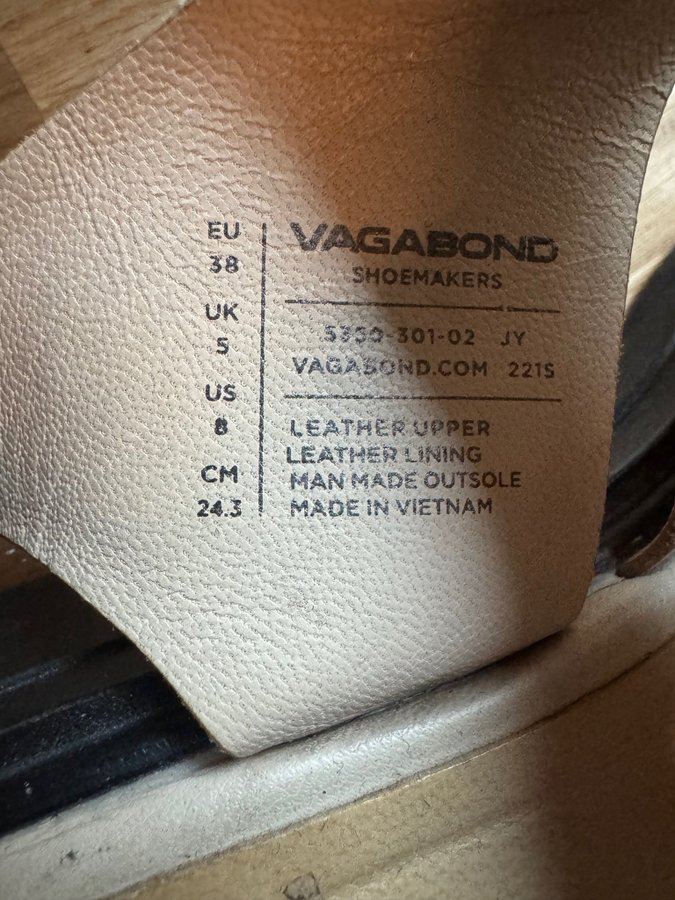 EU
38
UK
5
US
8
CM
24.3
VAGABOND
SHOEMAKERS
5350-301-02 JY
VAGABOND.COM 221S
LEATHER UPPER
LEATHER LINING
MAN MADE OUTSOLE
MADE IN VIETNAM